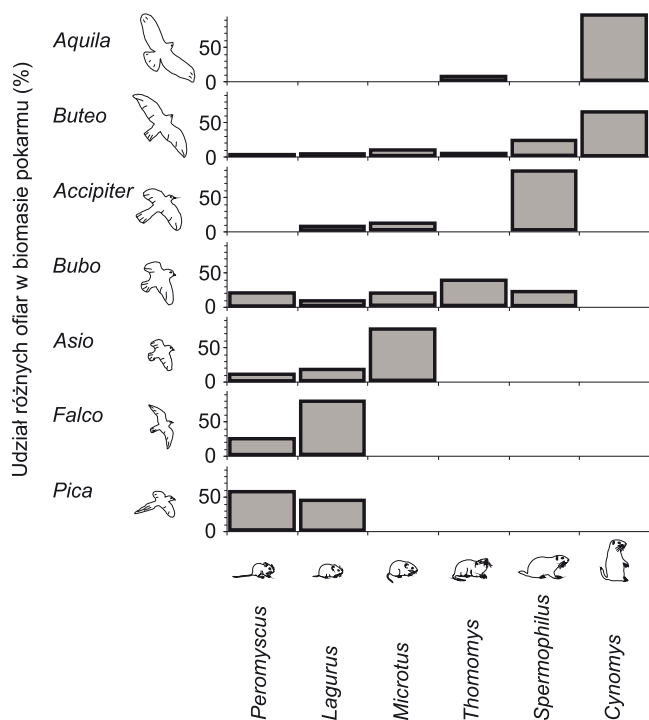 Udział różnych ofiar w biomasie pokarmu (%)
Aquila
50
0
Buteo
50
0
Accipiter
50
0
Bubo
50
0
Asio
50
0
Falco
50
0
Pica
50
0
Peromyscus
Lagurus
Microtus
Thomomys
Spermophilus
Cynomys